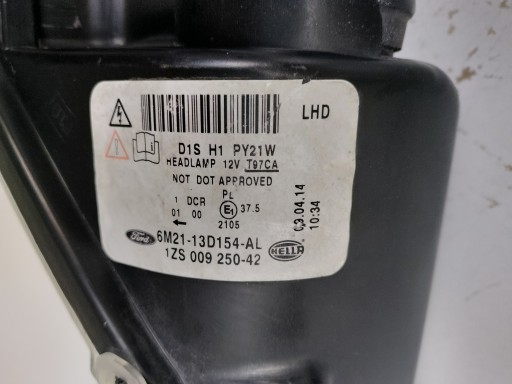 LHD
D1S H1 PY21W
HEADLAMP 12V T97CA
NOT DOT APPROVED
PL
1 DCR E1 37.5
01 00
2105
03.04.14
10:34
Ford 6M21-13D154-AL
1ZS 009 250-42 HELLA